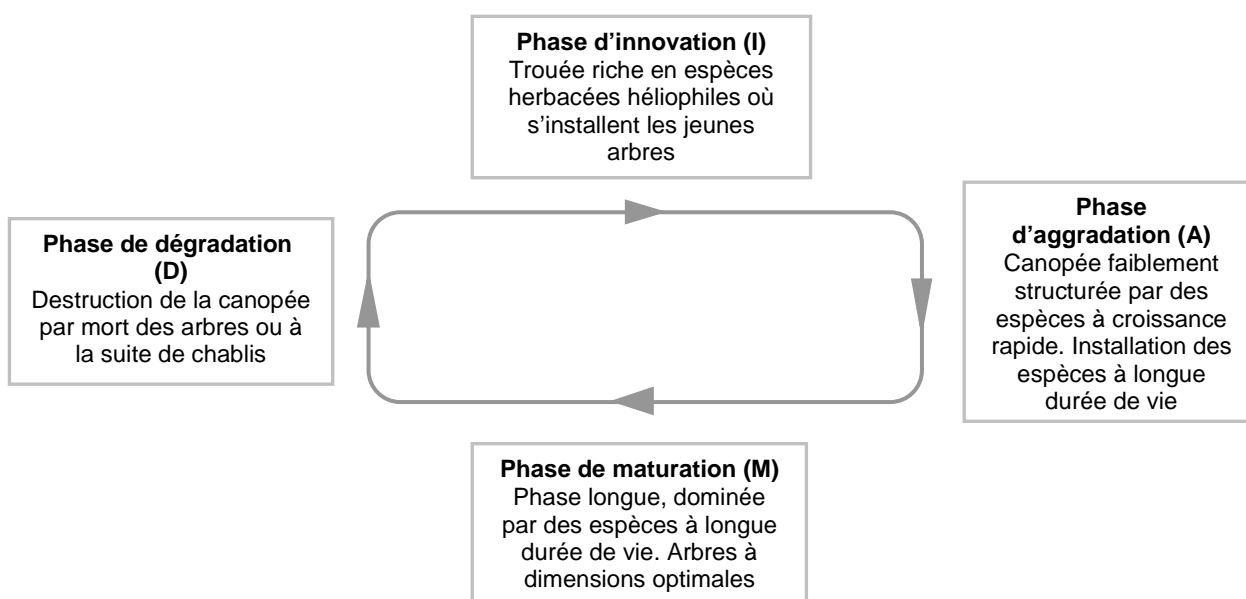 Phase d’innovation (I)
Trouée riche en espèces
herbacées héliophiles où
s’installent les jeunes
arbres
Phase de dégradation
(D)
Destruction de la canopée
par mort des arbres ou à
la suite de chablis
Phase
d’aggradation (A)
Canopée faiblement
structurée par des
espèces à croissance
rapide. Installation des
espèces à longue
durée de vie
Phase de maturation (M)
Phase longue, dominée
par des espèces à longue
durée de vie. Arbres à
dimensions optimales